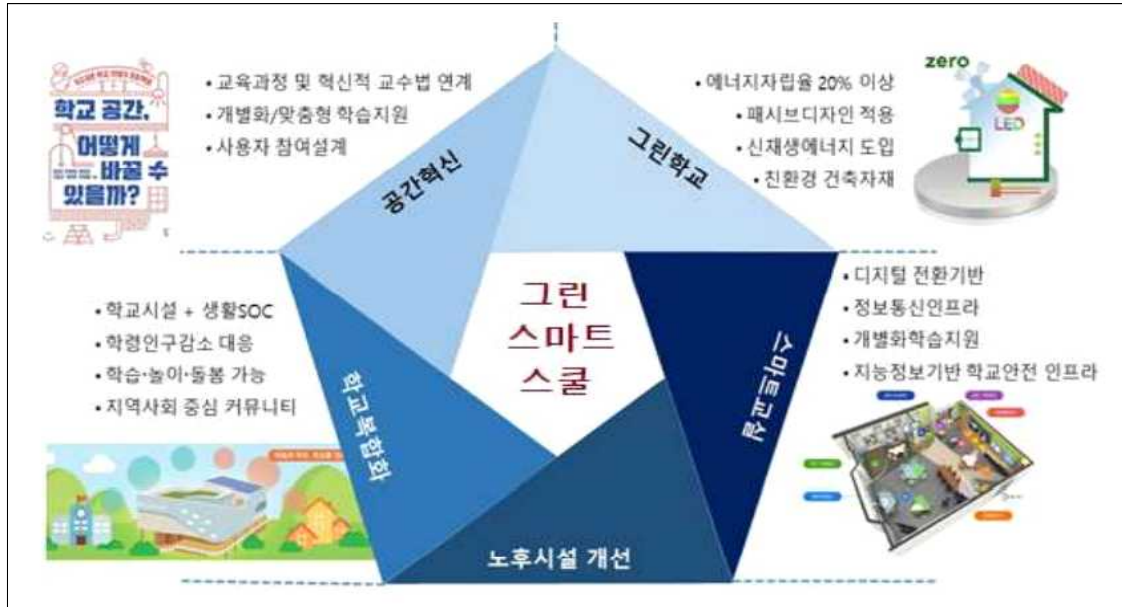 학교 공간,
어떻게
바꿀 수
있을까?
• 교육과정 및 혁신적 교수법 연계
• 개별화/맞춤형 학습지원
• 사용자 참여설계
공간혁신
• 에너지자립율 20% 이상
• 패시브디자인 적용
• 신재생에너지 도입
• 친환경 건축자재
zero
LED
그린학교
그린
스마트
스쿨
• 학교시설 + 생활SOC
• 학령인구감소 대응
• 학습·놀이·돌봄 가능
• 지역사회 중심 커뮤니티
학교복합화
• 디지털 전환기반
• 정보통신인프라
• 개별화학습지원
• 지능정보기반 학교안전 인프라
스마트교실
노후시설 개선